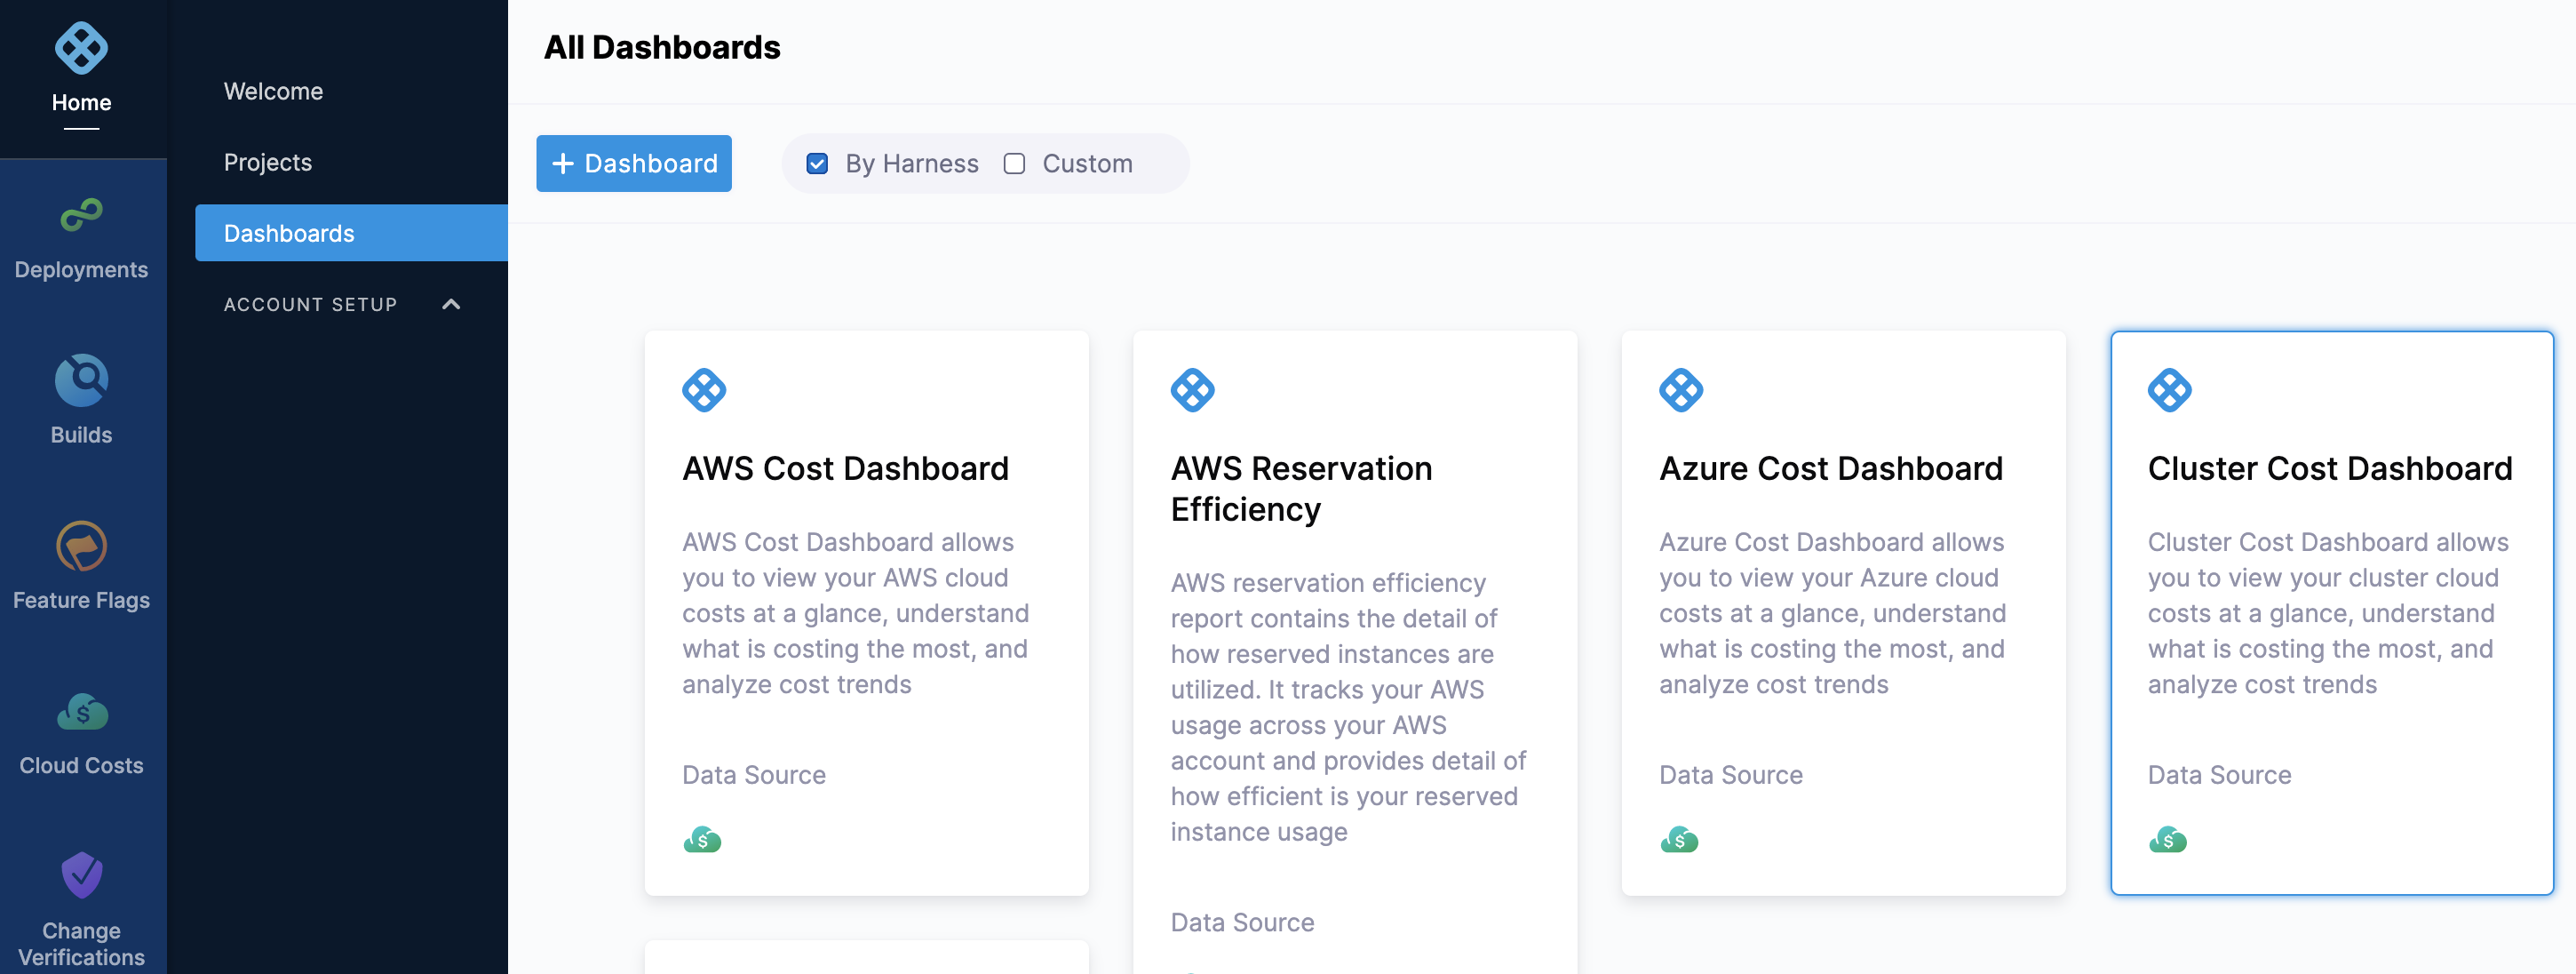 Home
Deployments
Builds
Feature Flags
Cloud Costs
Change
Verifications
Welcome
Projects
Dashboards
ACCOUNT SETUP
All Dashboards
+ Dashboard
By Harness
Custom
AWS Cost Dashboard
AWS Cost Dashboard allows
you to view your AWS cloud
costs at a glance, understand
what is costing the most, and
analyze cost trends
Data Source
$
AWS Reservation
Efficiency
AWS reservation efficiency
report contains the detail of
how reserved instances are
utilized. It tracks your AWS
usage across your AWS
account and provides detail of
how efficient is your reserved
instance usage
Data Source
Azure Cost Dashboard
Azure Cost Dashboard allows
you to view your Azure cloud
costs at a glance, understand
what is costing the most, and
analyze cost trends
Data Source
$
Cluster Cost Dashboard
Cluster Cost Dashboard allows
you to view your cluster cloud
costs at a glance, understand
what is costing the most, and
analyze cost trends
Data Source
$